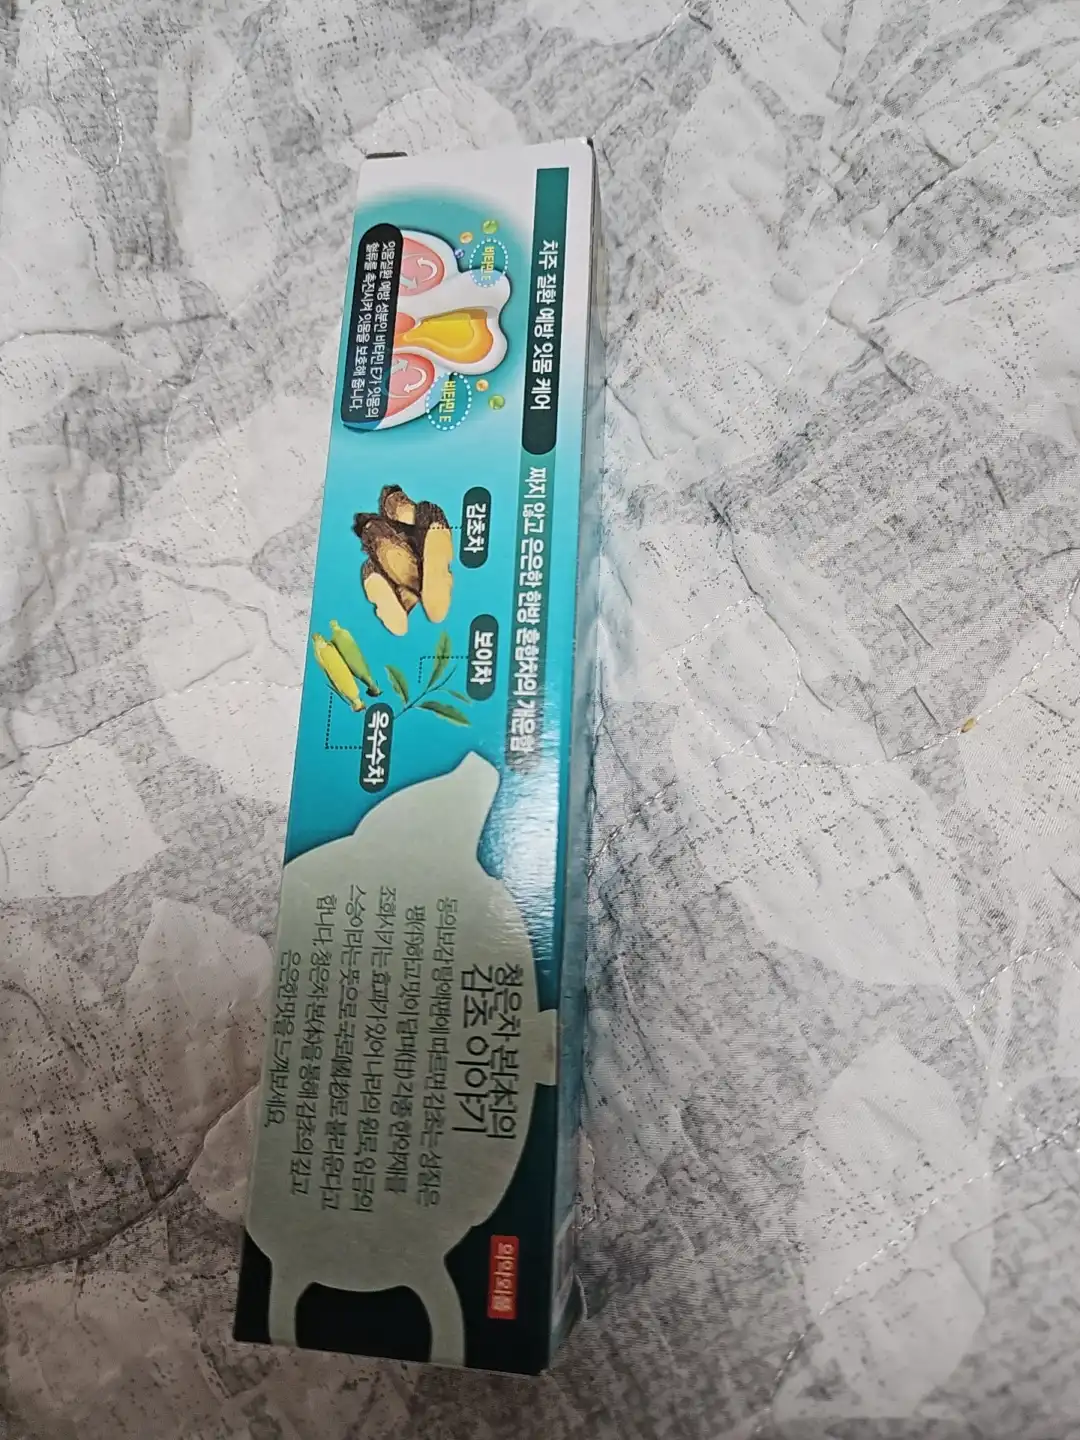 치주 질환 예방 잇몸 케어
짜지 않고 은은한 한방 혼합차의 개운함
비타민 E
비타민 E
잇몸질환 예방 성분인 비타민 E가 잇몸의
혈류를 촉진시켜 잇몸을 보호해 줍니다.
감초차
보이차
옥수수차
청은차 본本의
감초 이야기
동의보감 탕액편에 따르면 감초는 성질은
평(平)하고 맛이 달며(甘) 각종 한약재를
조화시키는 효과가 있어 나라의 원로, 임금의
스승이라는 뜻으로 국로(國老)로 불리운다고
합니다. 청은차 본(本)을 통해 감초의 깊고
은은한 맛을 느껴보세요.
의약외품